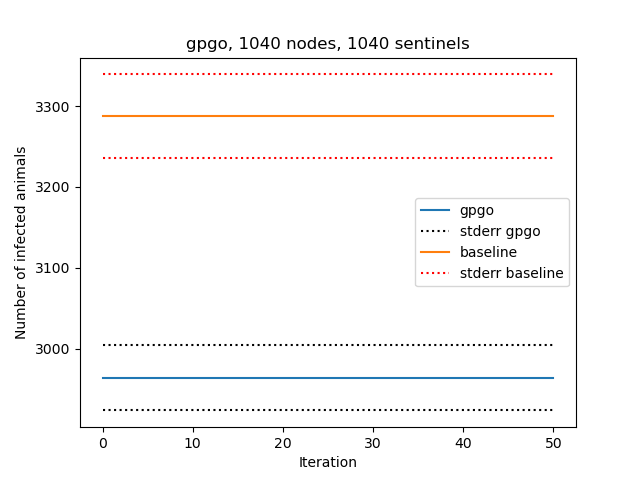 gpgo, 1040 nodes, 1040 sentinels
Number of infected animals
3300
3200
3100
3000
gpgo
stderr gpgo
baseline
stderr baseline
0 10 20 30 40 50
Iteration